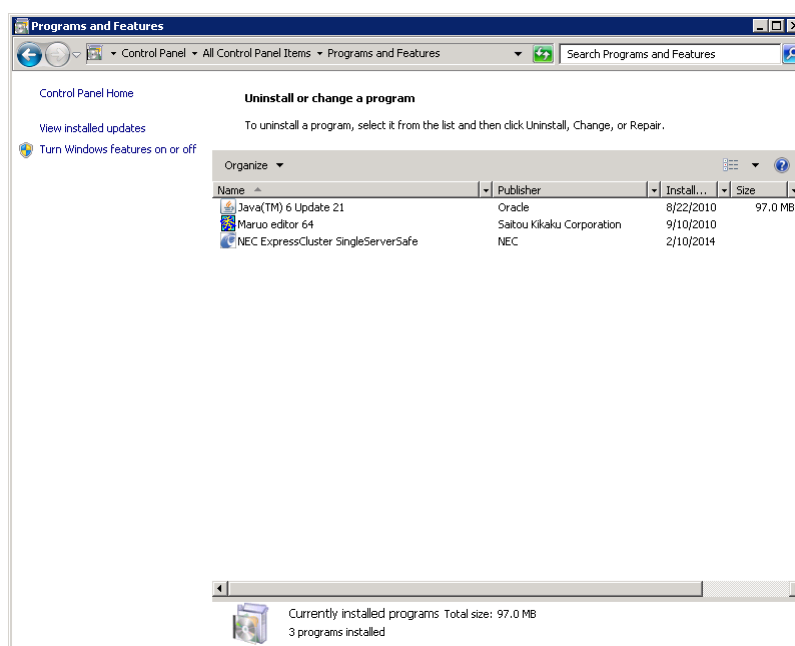 Programs and Features
Control Panel All Control Panel Items Programs and Features Search Programs and Features
Control Panel Home
View installed updates
Turn Windows features on or off
Uninstall or change a program
To uninstall a program, select it from the list and then click Uninstall, Change, or Repair.
Organize
Name Publisher Install... Size
Java(TM) 6 Update 21 Oracle 8/22/2010 97.0 MB
Maruo editor 64 Saitou Kikaku Corporation 9/10/2010
NEC ExpressCluster SingleServerSafe NEC 2/10/2014
Currently installed programs Total size: 97.0 MB
3 programs installed